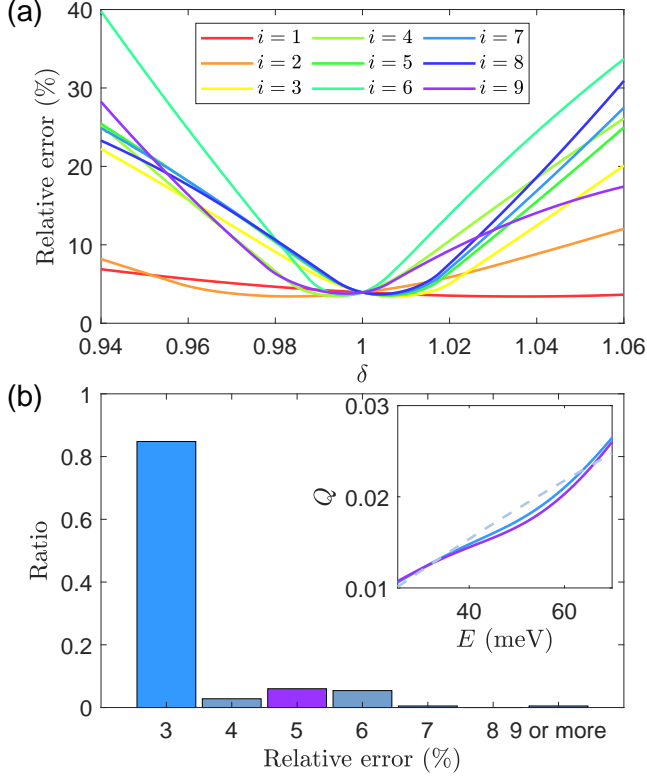 (a)
Relative error (%)
40
30
20
10
0
i = 1
i = 4
i = 7
i = 2
i = 5
i = 8
i = 3
i = 6
i = 9
0.94
0.96
0.98
1
1.02
1.04
1.06
δ
(b)
Ratio
1
0.8
0.6
0.4
0.2
0
Q
0.03
0.02
0.01
40
60
E (meV)
3
4
5
6
7
8
9 or more
Relative error (%)